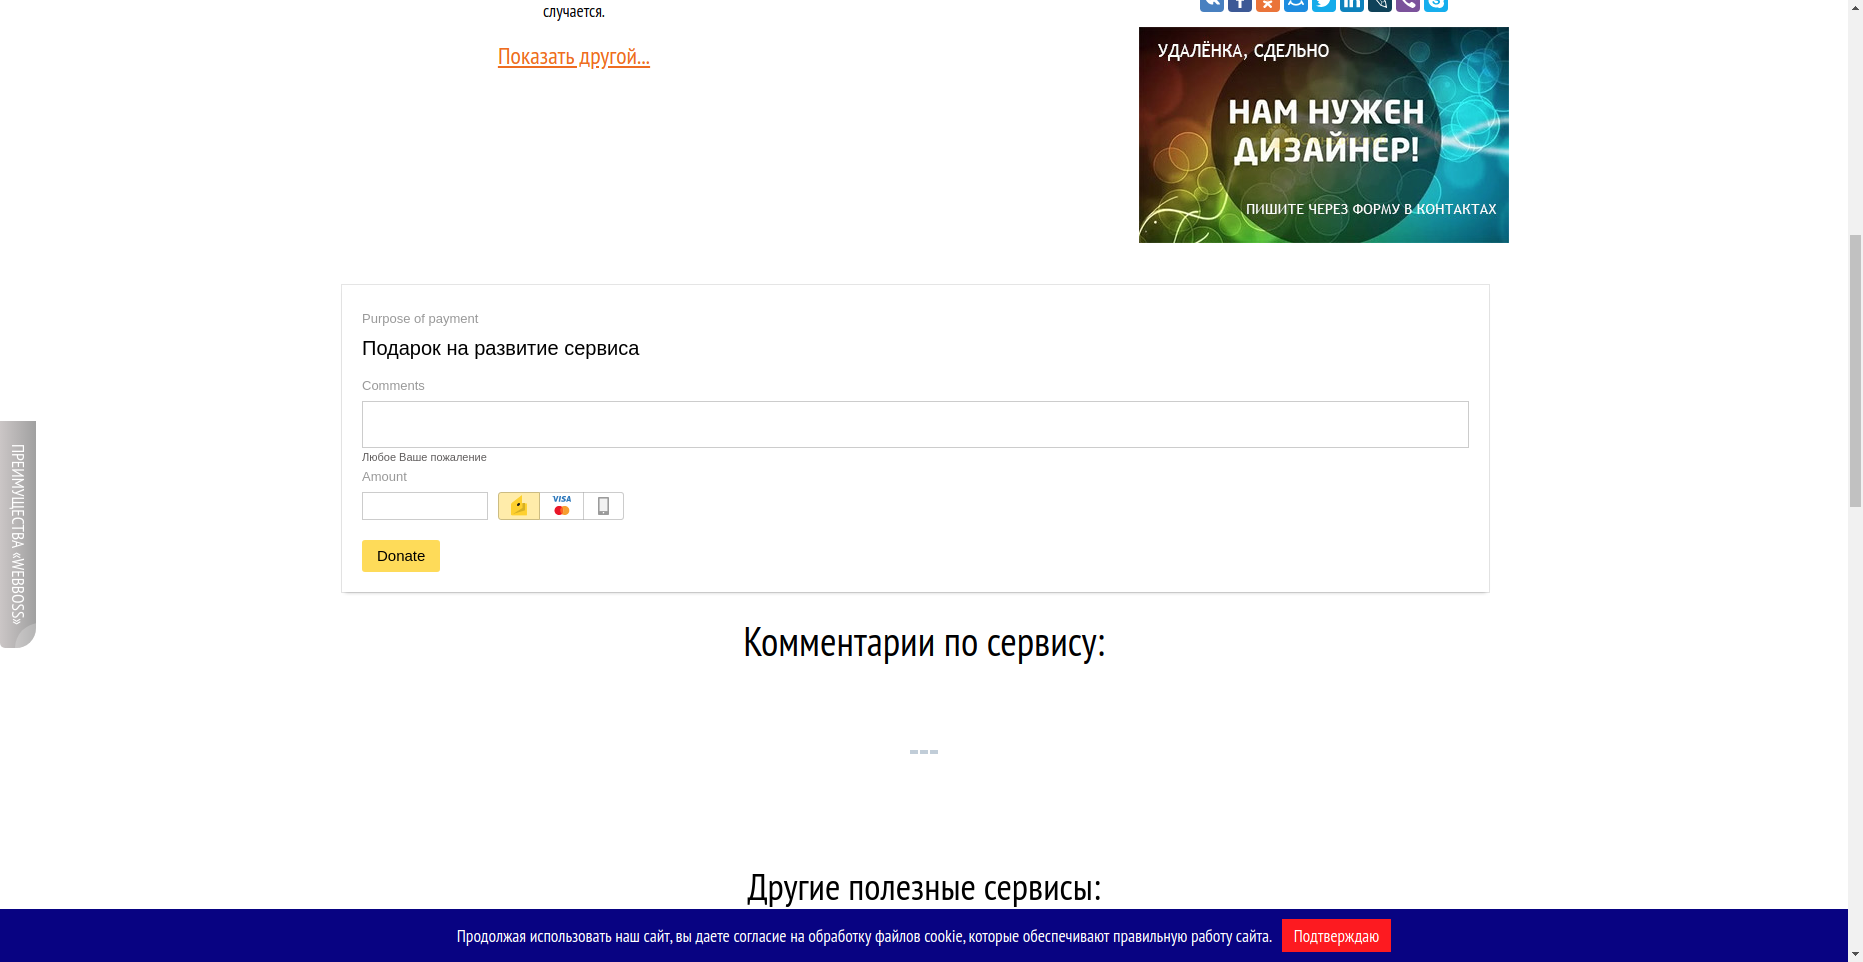 случается.
Показать другой...
УДАЛЁНКА, СДЕЛЬНО
НАМ НУЖЕН
ДИЗАЙНЕР!
ПИШИТЕ ЧЕРЕЗ ФОРМУ В КОНТАКТАХ
Purpose of payment
Подарок на развитие сервиса
Comments
Любое Ваше пожаление
Amount
VISA
Donate
ПРЕИМУЩЕСТВА «WEBBOSS»
Комментарии по сервису:
Другие полезные сервисы:
Продолжая использовать наш сайт, вы даете согласие на обработку файлов cookie, которые обеспечивают правильную работу сайта.
Подтверждаю